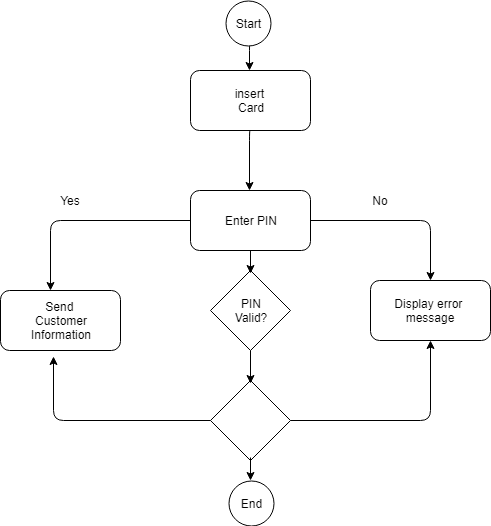 Start
insert
Card
Yes
No
Enter PIN
PIN
Valid?
Send
Customer
Information
Display error
message
End